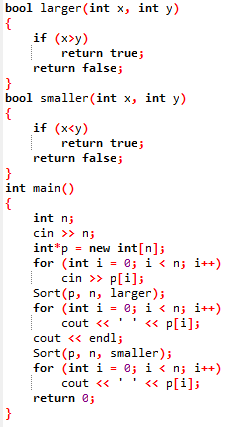 bool larger(int x, int y)
{
    if (x>y)
        return true;
    return false;
}
bool smaller(int x, int y)
{
    if (x<y)
        return true;
    return false;
}
int main()
{
    int n;
    cin >> n;
    int*p = new int[n];
    for (int i = 0; i < n; i++)
        cin >> p[i];
    Sort(p, n, larger);
    for (int i = 0; i < n; i++)
        cout << ' ' << p[i];
    cout << endl;
    Sort(p, n, smaller);
    for (int i = 0; i < n; i++)
        cout << ' ' << p[i];
    return 0;
}